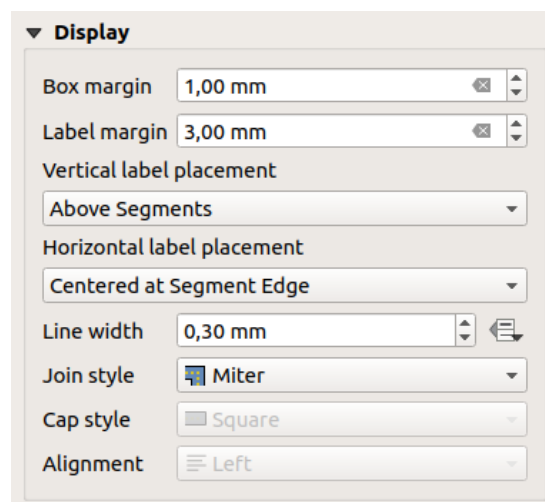 Display
Box margin 1,00 mm
Label margin 3,00 mm
Vertical label placement
Above Segments
Horizontal label placement
Centered at Segment Edge
Line width 0,30 mm
Join style Miter
Cap style Square
Alignment Left